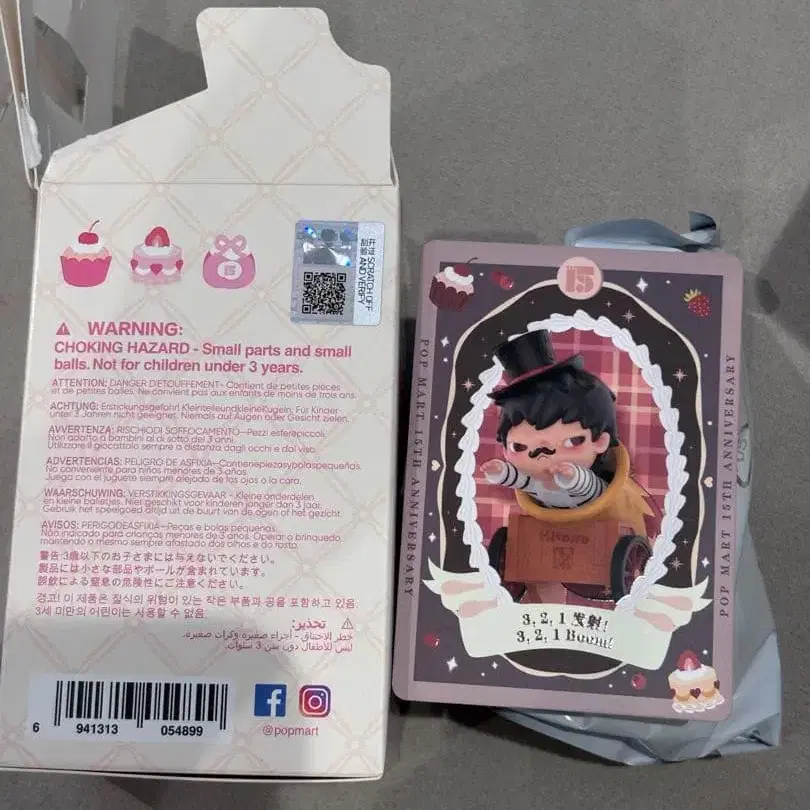 15
开启/刮涂
SCRATCH OFF
AND VERIFY
WARNING:
CHOKING HAZARD - Small parts and small
balls. Not for children under 3 years.
ATTENTION: DANGER D'ÉTOUFFEMENT- Contient de petites pièces
et de petites balles. Ne convient pas aux enfants de moins de trois ans.
ACHTUNG: Erstickungsgefahr! KleinteileundkleineKugeln, Für Kinder
unter 3 Jahren nicht geeignet. Niemals auf Augen oder Gesicht zielen.
AVVERTENZA: RISCHIODI SOFFOCAMENTO—Pezzi esferapiccoli.
Non adatto a bambini al di sotto dei 3 anni.
Utilizzare il giocattolo sempre a distanza dagli occhi e dal viso.
ADVERTENCIAS: PELIGRO DE ASFIXIA—Contienepiezasybolaspequeñas.
No conveniente para niños menores de 3 años.
Juega con el juguete siempre alejado de los ojos o la cara.
WAARSCHUWING: VERSTIKKINGSGEVAAR - Kleine onderdelen
en kleine balletjes. Niet geschikt voor kinderen jonger dan 3 jaar.
Gebruik het speelgoed altijd uit de buurt van de ogen of het gezicht.
AVISOS: PERIGODEASFIXIA—Peças e bolas pequenas.
Não indicado para crianças menores de 3 anos. Operar o brinquedo,
mantendo o mesmo sempre afastado dos olhos e do rosto.
警告:3歳以下のお子さまには与えないでください。
製品には小さな部品やボールが含まれています。
誤飲による窒息の危険性にご注意ください。
경고! 이 제품은 질식의 위험이 있는 작은 부품과 공을 포함하고 있음.
3세 미만의 어린이는 사용할 수 없음.
تحذير:
خطر الاختناق - أجزاء صغيرة وكرات صغيرة.
ليس للأطفال دون سن 3 سنوات.
6 941313 054899
@popmart
15
POP MART 15TH ANNIVERSARY
POP MART 15TH ANNIVERSARY
Hirono
3, 2, 1 发射!
3, 2, 1 Boom!